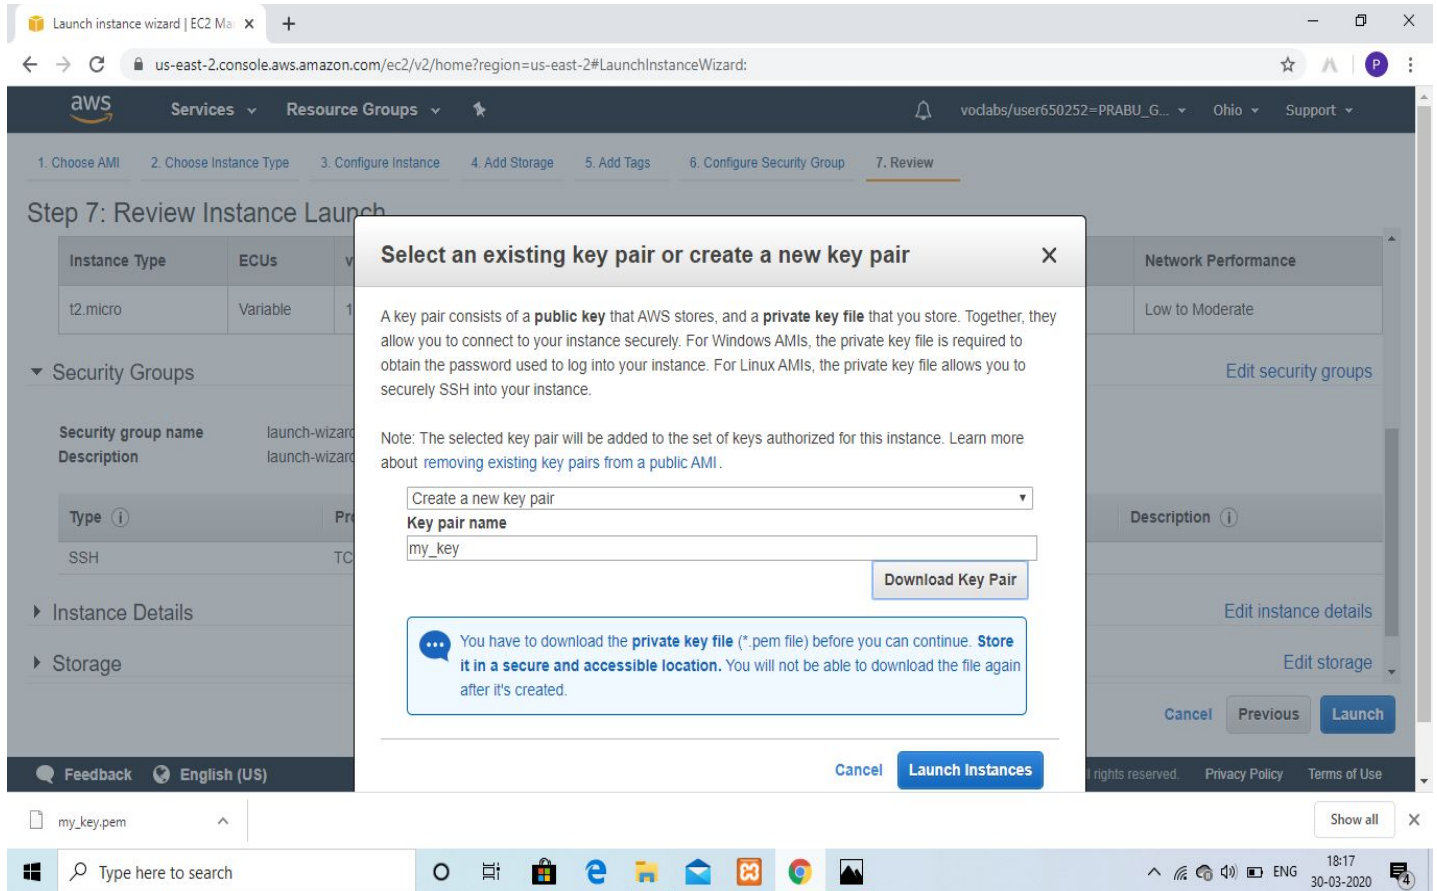 Launch instance wizard | EC2 Ma
us-east-2.console.aws.amazon.com/ec2/v2/home?region=us-east-2#LaunchInstanceWizard:
P
aws Services Resource Groups voclabs/user650252=PRABU_G... Ohio Support
1. Choose AMI 2. Choose Instance Type 3. Configure Instance 4. Add Storage 5. Add Tags 6. Configure Security Group 7. Review
Step 7: Review Instance Launch
Instance Type ECUs v Network Performance
t2.micro Variable 1 Low to Moderate
Security Groups Edit security groups
Security group name launch-wizard
Description launch-wizard
Type i Pro Description i
SSH TC
Instance Details Edit instance details
Storage Edit storage
Cancel Previous Launch
Select an existing key pair or create a new key pair
A key pair consists of a public key that AWS stores, and a private key file that you store. Together, they
allow you to connect to your instance securely. For Windows AMIs, the private key file is required to
obtain the password used to log into your instance. For Linux AMIs, the private key file allows you to
securely SSH into your instance.
Note: The selected key pair will be added to the set of keys authorized for this instance. Learn more
about removing existing key pairs from a public AMI.
Create a new key pair
Key pair name
my_key
Download Key Pair
You have to download the private key file (*.pem file) before you can continue. Store
it in a secure and accessible location. You will not be able to download the file again
after it's created.
Cancel Launch Instances
Feedback English (US) ll rights reserved. Privacy Policy Terms of Use
my_key.pem Show all
Type here to search ENG 18:17
30-03-2020 4